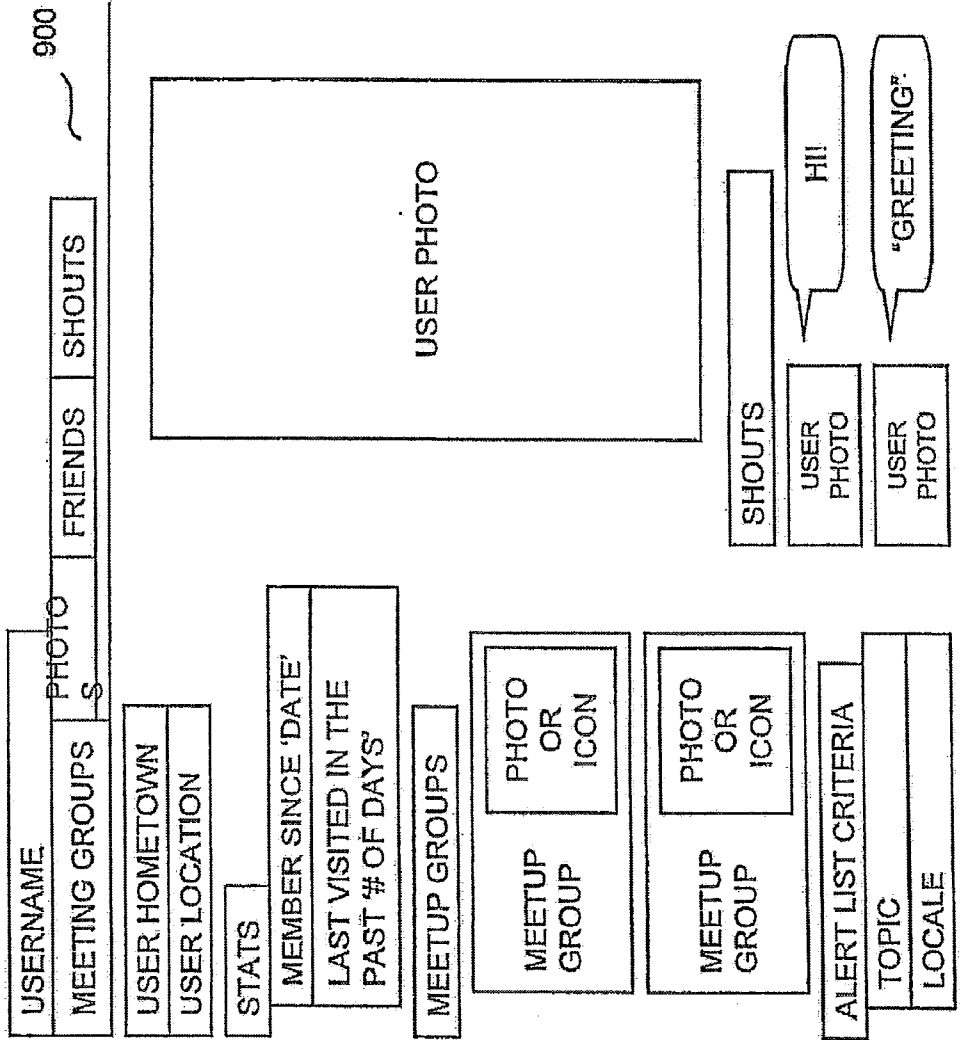 900
USERNAME.
MEETING GROUPS
PHOTO
S
FRIENDS
SHOUTS
USER HOMETOWN
USER LOCATION
STATS
MEMBER SINCE 'DATE'
LAST VISITED IN THE
PAST '# OF DAYS'
MEETUP GROUPS
MEETUP
GROUP
PHOTO
OR
ICON
MEETUP
GROUP
PHOTO
OR
ICON
ALERT LIST CRITERIA
TOPIC
LOCALE
USER PHOTO
SHOUTS
USER
PHOTO
HI!
USER
PHOTO
"GREETING"